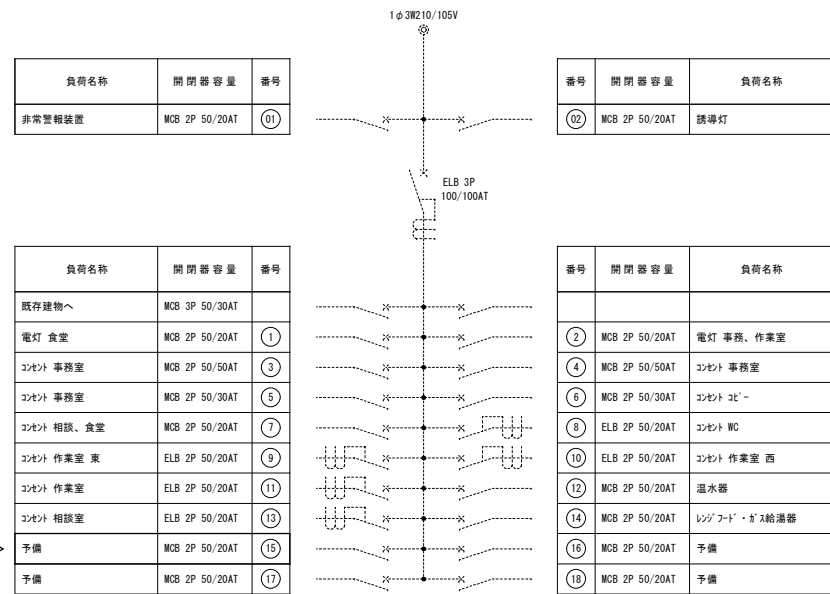 1φ3W210/105V
負荷名称 開閉器容量 番号
非常警報装置 MCB 2P 50/20AT 01
番号 開閉器容量 負荷名称
02 MCB 2P 50/20AT 誘導灯
ELB 3P
100/100AT
負荷名称 開閉器容量 番号
既存建物へ MCB 3P 50/30AT
電灯 食堂 MCB 2P 50/20AT 1
コンセント 事務室 MCB 2P 50/50AT 3
コンセント 事務室 MCB 2P 50/30AT 5
コンセント 相談、食堂 MCB 2P 50/20AT 7
コンセント 作業室 東 ELB 2P 50/20AT 9
コンセント 作業室 ELB 2P 50/20AT 11
コンセント 相談室 ELB 2P 50/20AT 13
予備 MCB 2P 50/20AT 15
予備 MCB 2P 50/20AT 17
番号 開閉器容量 負荷名称
2 MCB 2P 50/20AT 電灯 事務、作業室
4 MCB 2P 50/50AT コンセント 事務室
6 MCB 2P 50/30AT コンセント コピー
8 ELB 2P 50/20AT コンセント WC
10 ELB 2P 50/20AT コンセント 作業室 西
12 MCB 2P 50/20AT 温水器
14 MCB 2P 50/20AT レンジフード・ガス給湯器
16 MCB 2P 50/20AT 予備
18 MCB 2P 50/20AT 予備